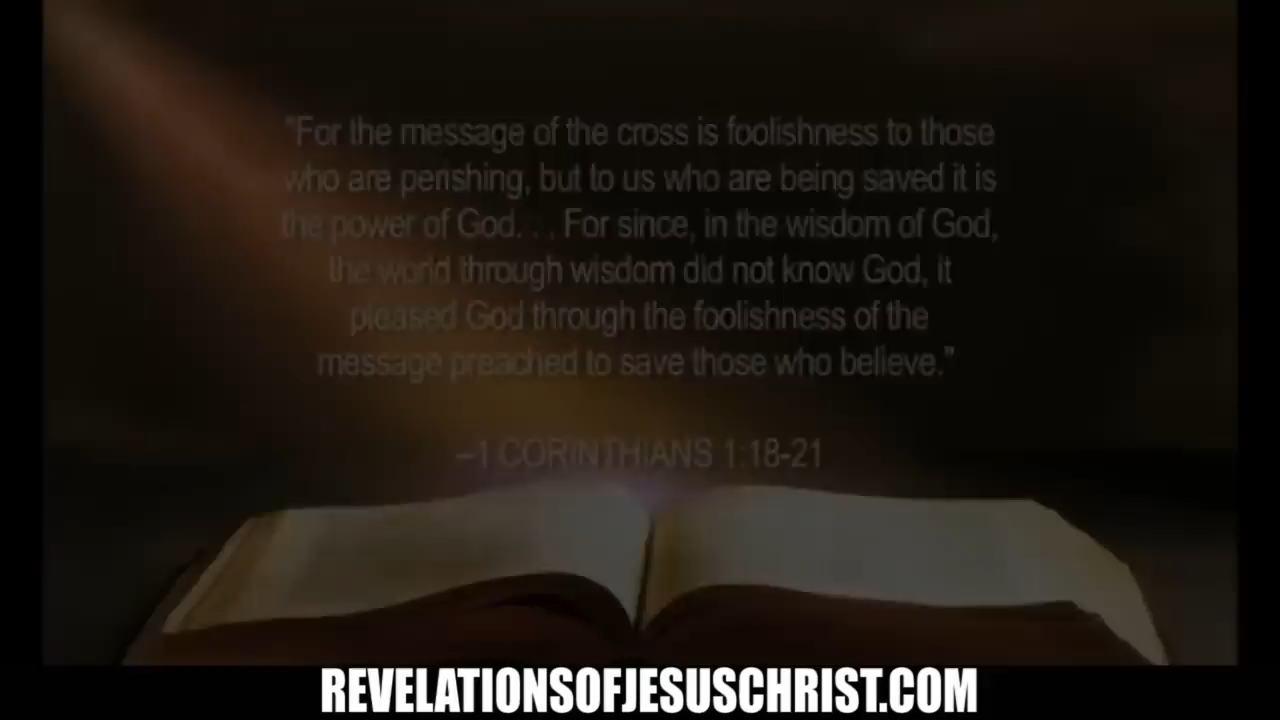 "For the message of the cross is foolishness to those
who are perishing, but to us who are being saved it is
the power of God. . . For since, in the wisdom of God,
the world through wisdom did not know God, it
pleased God through the foolishness of the
message preached to save those who believe."
–1 CORINTHIANS 1:18-21
REVELATIONSOFJESUSCHRIST.COM